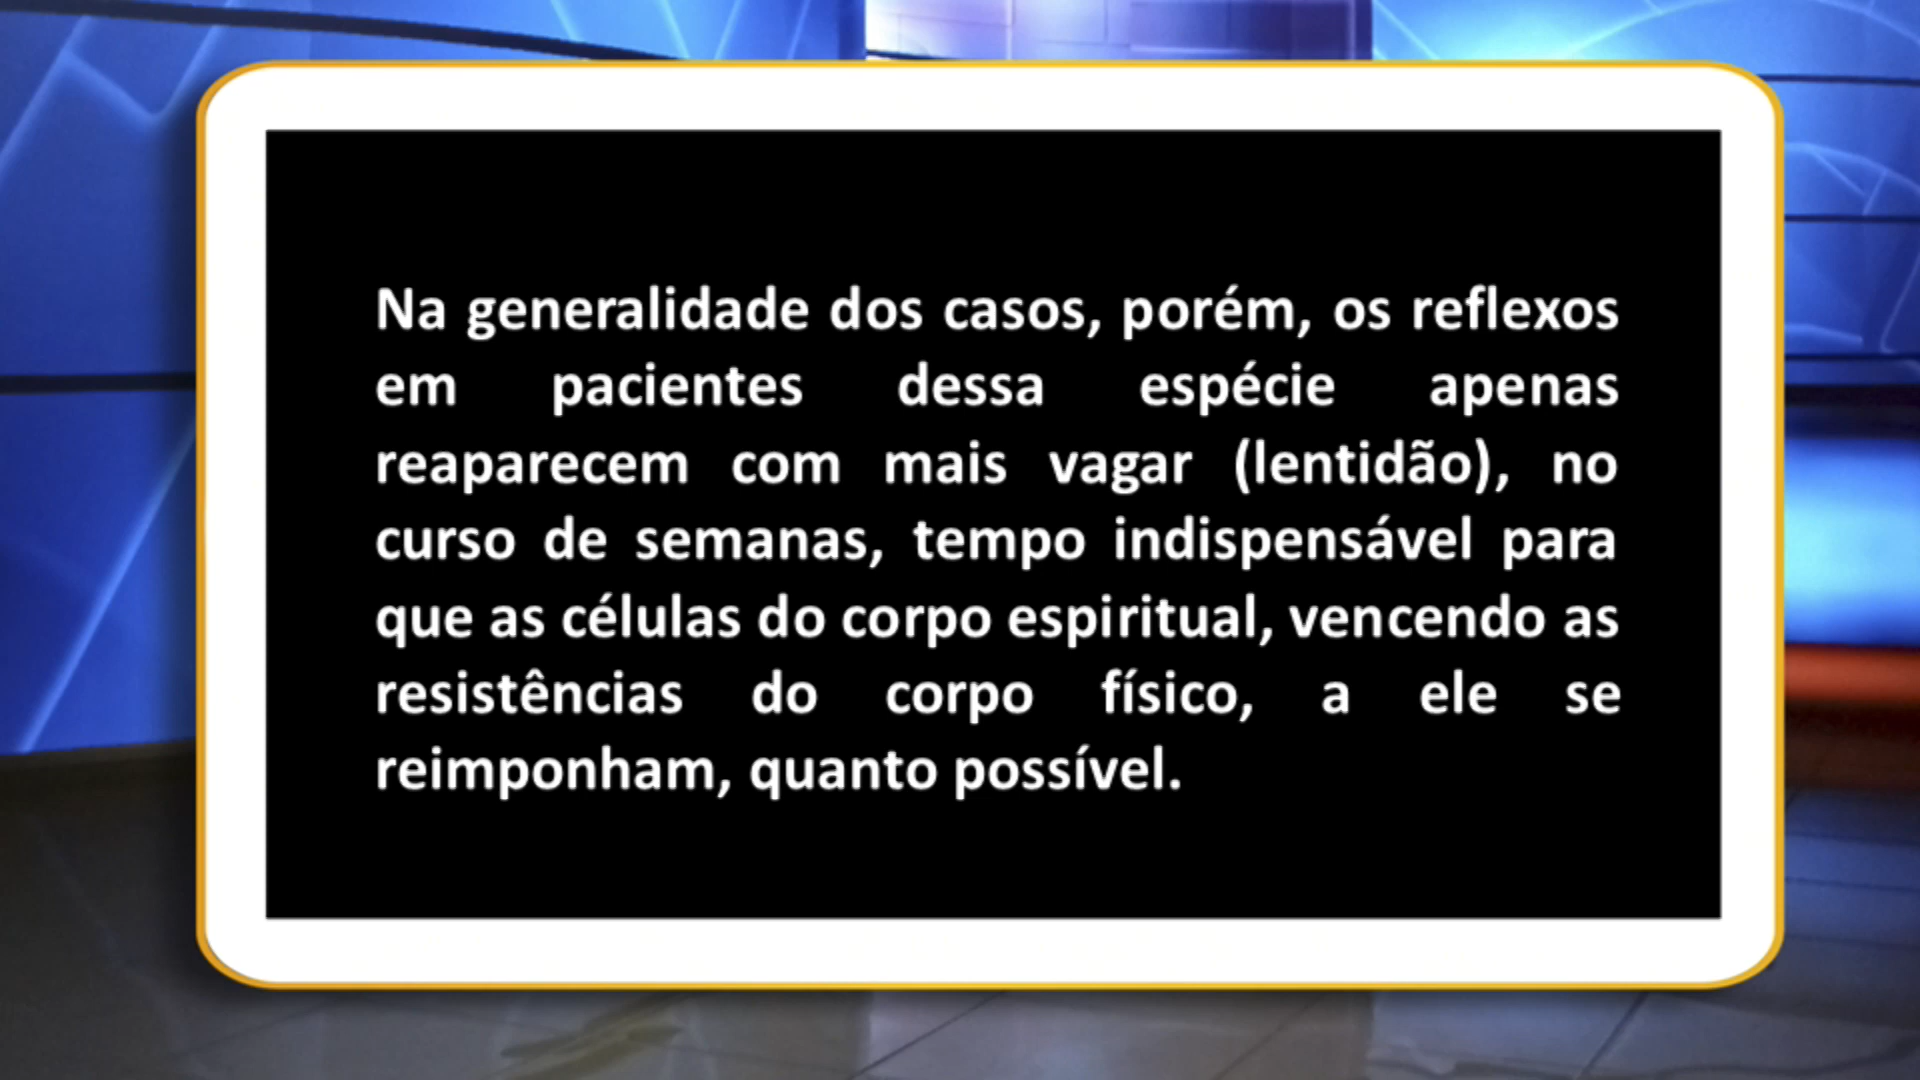 Na generalidade dos casos, porém, os reflexos
em pacientes dessa espécie apenas
reaparecem com mais vagar (lentidão), no
curso de semanas, tempo indispensável para
que as células do corpo espiritual, vencendo as
resistências do corpo físico, a ele se
reimponham, quanto possível.